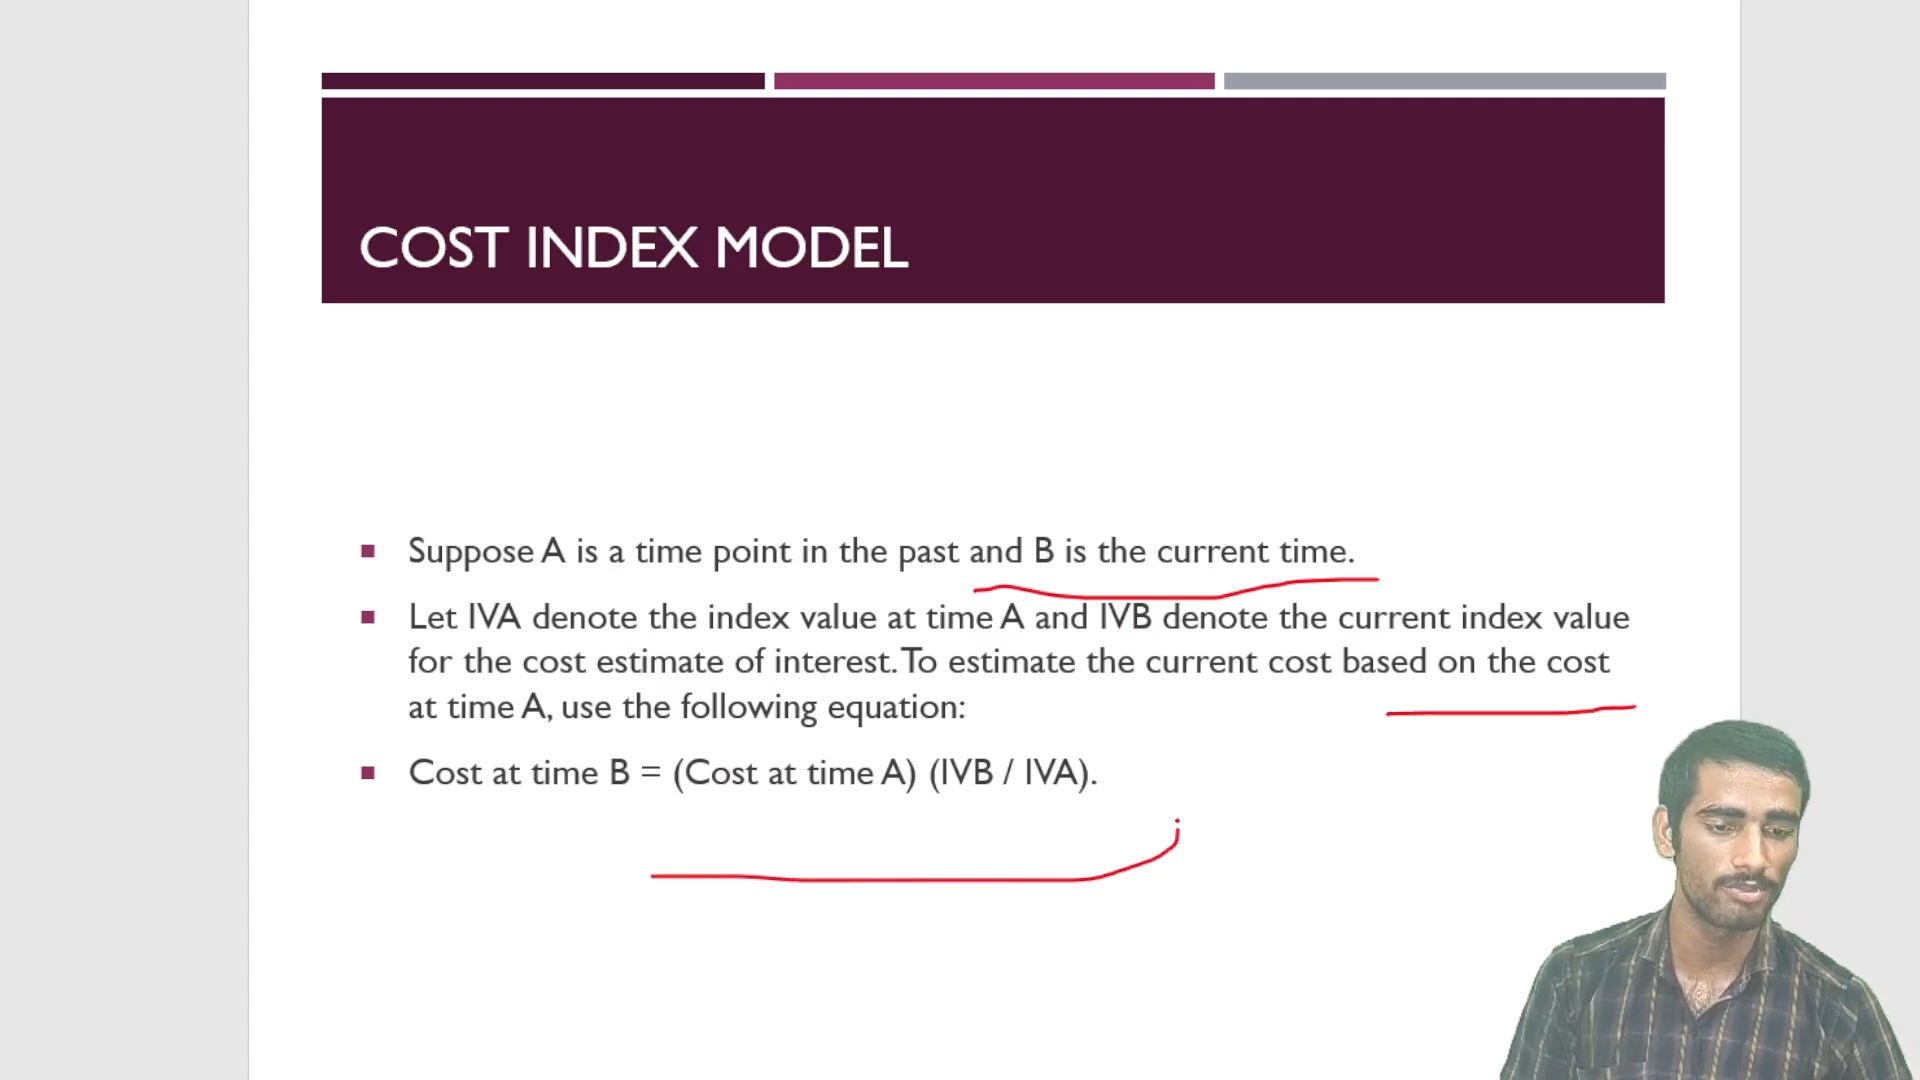 COST INDEX MODEL
Suppose A is a time point in the past and B is the current time.
Let IVA denote the index value at time A and IVB denote the current index value
for the cost estimate of interest. To estimate the current cost based on the cost
at time A, use the following equation:
Cost at time B = (Cost at time A) (IVB / IVA).